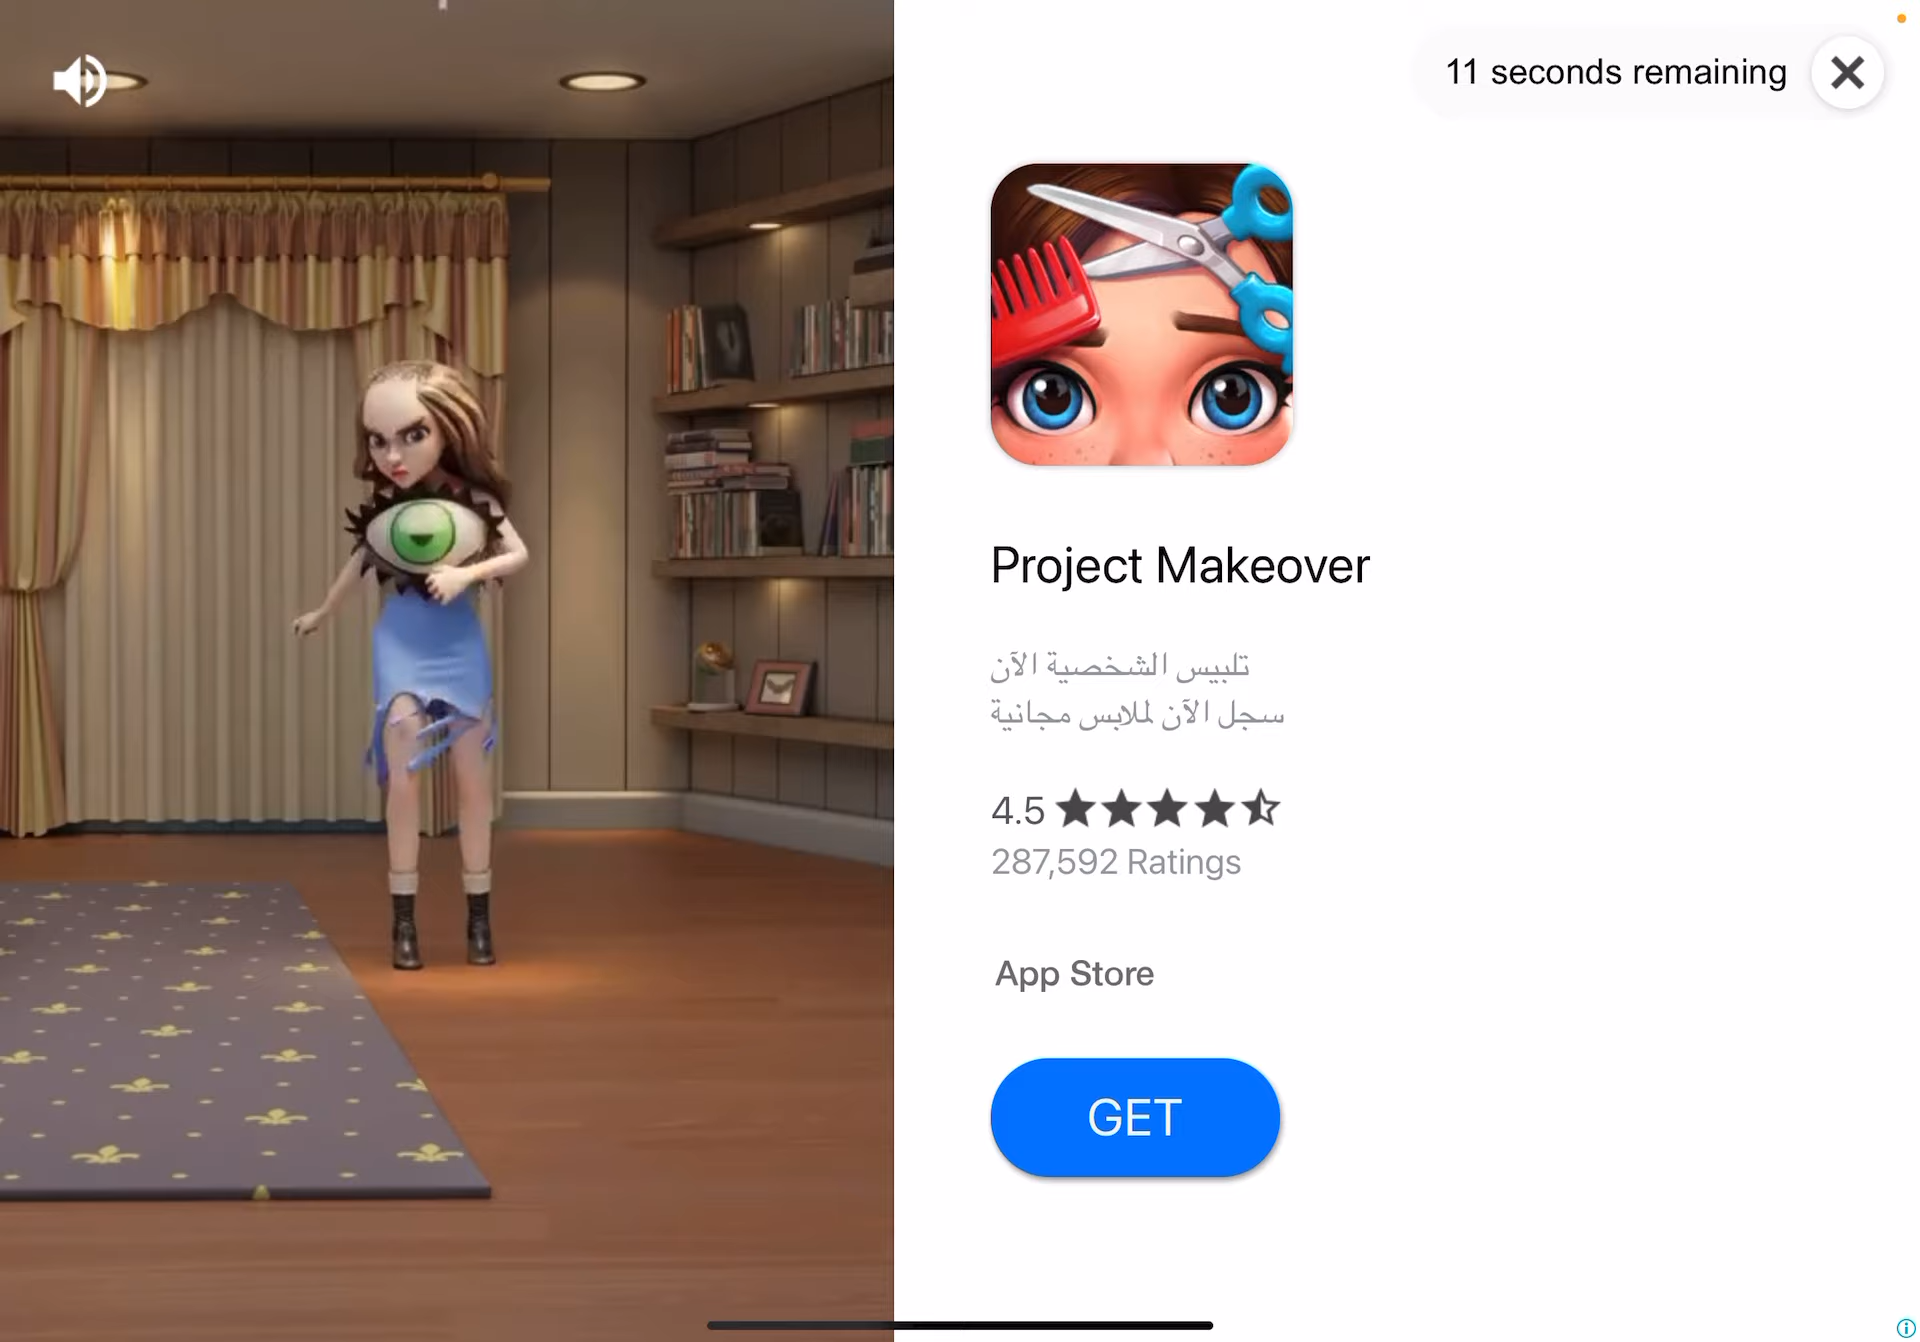 11 seconds remaining
Project Makeover
تلبيس الشخصية الآن
سجل الآن لملابس مجانية
4.5
287,592 Ratings
App Store
GET